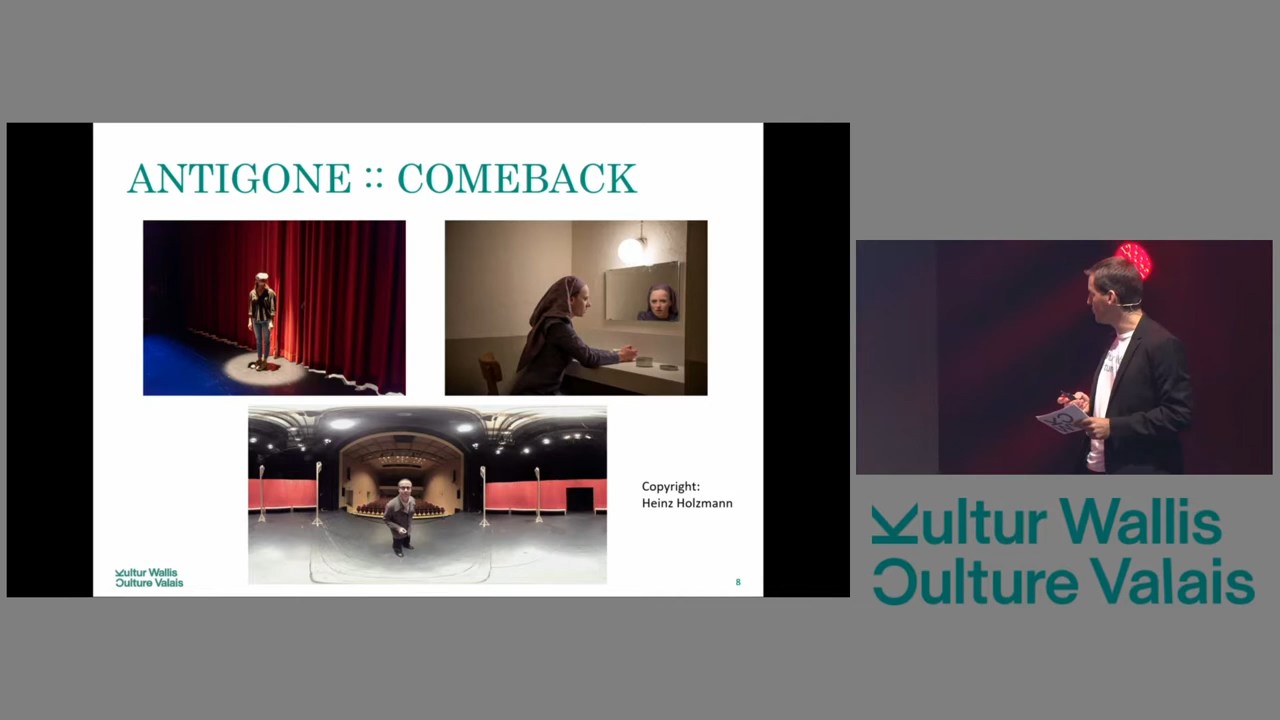 ANTIGONE :: COMEBACK
Copyright:
Heinz Holzmann
Kultur Wallis
Culture Valais
8
Kultur Wallis
Culture Valais